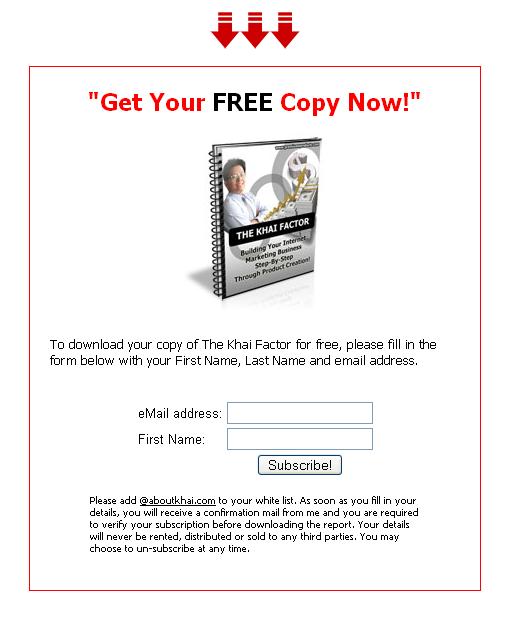 "Get Your FREE Copy Now!"
THE KHAI FACTOR
Building Your Internet
Marketing Business
Step-By-Step
Through Product Creation!
To download your copy of The Khai Factor for free, please fill in the
form below with your First Name, Last Name and email address.
eMail address:
First Name:
Subscribe!
Please add @aboutkhai.com to your white list. As soon as you fill in your
details, you will receive a confirmation mail from me and you are required
to verify your subscription before downloading the report. Your details
will never be rented, distributed or sold to any third parties. You may
choose to un-subscribe at any time.